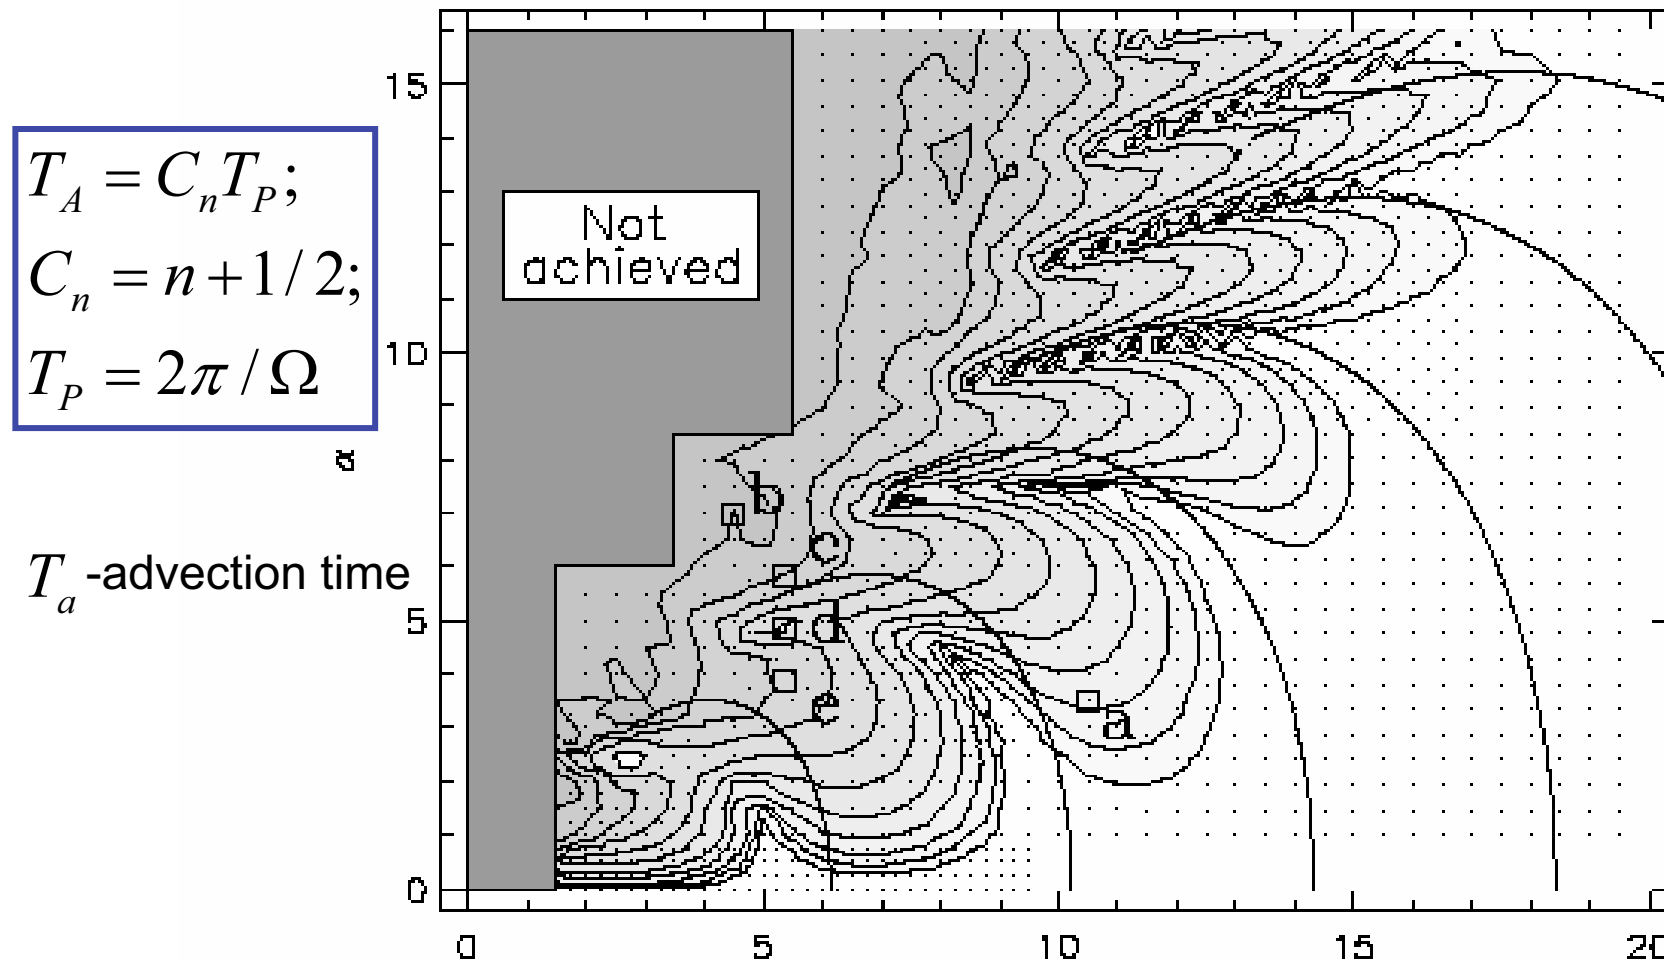 T_A = C_n T_P;
C_n = n + 1/2;
T_P = 2π / Ω
T_a -advection time
α
15
10
5
0
Not
achieved
b
c
d
e
a
0
5
10
15
20